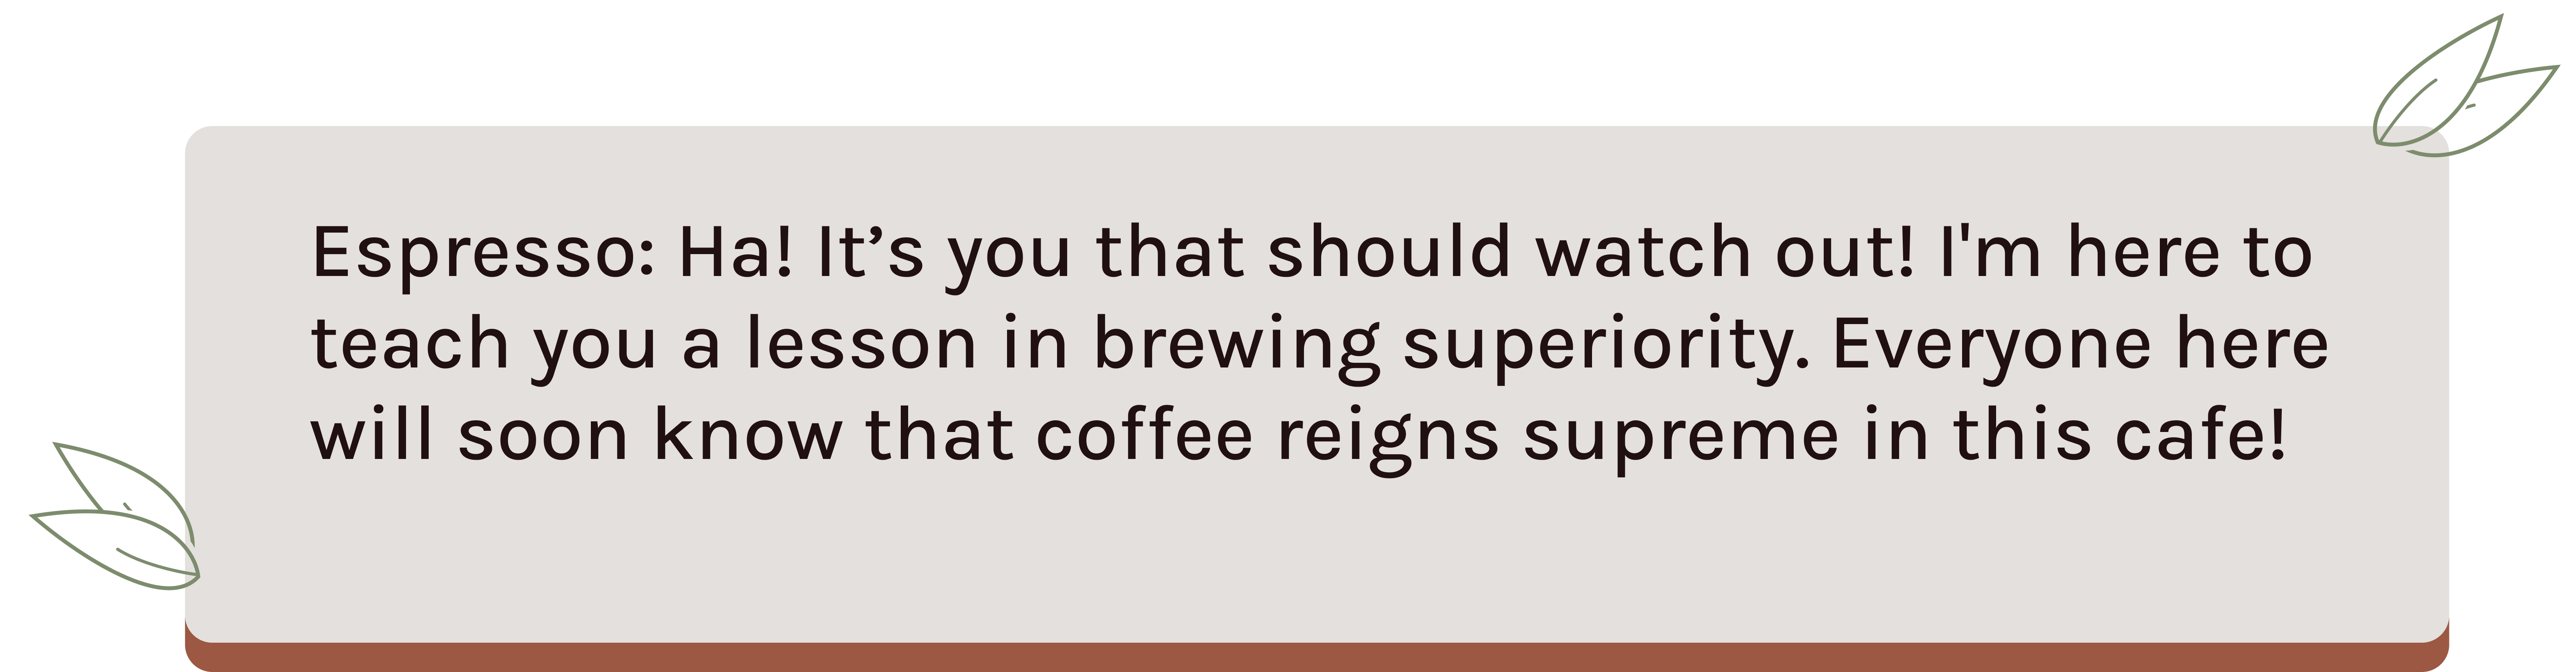 Espresso: Ha! It’s you that should watch out! I'm here to
teach you a lesson in brewing superiority. Everyone here
will soon know that coffee reigns supreme in this cafe!